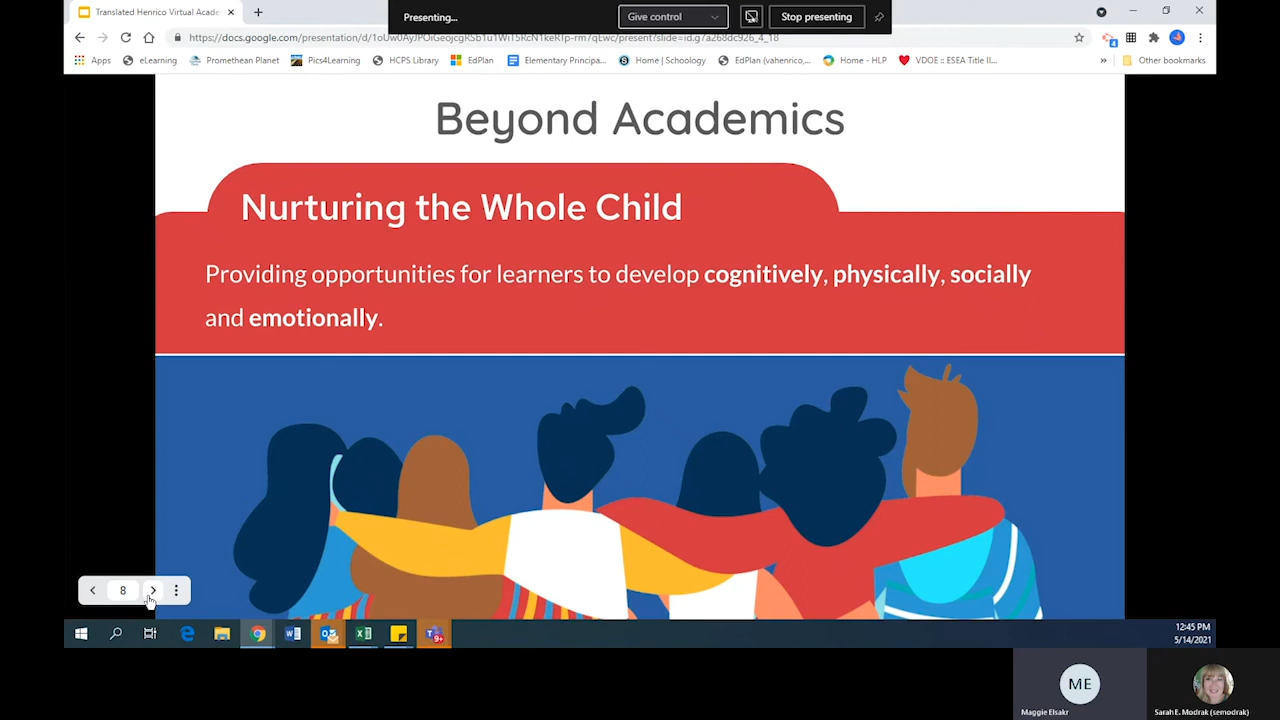 Translated Henrico Virtual Acade
Presenting...
Give control
Stop presenting
Apps
eLearning
Promethean Planet
Pics4Learning
HCPS Library
EdPlan
Elementary Principa...
Home | Schoology
EdPlan (vahenrico,...
Home - HLP
VDOE :: ESEA Title II...
»
Other bookmarks
Beyond Academics
Nurturing the Whole Child
Providing opportunities for learners to develop cognitively, physically, socially
and emotionally.
8
12:45 PM
5/14/2021
ME
Maggie Elsakr
Sarah E. Modrak (semodrak)